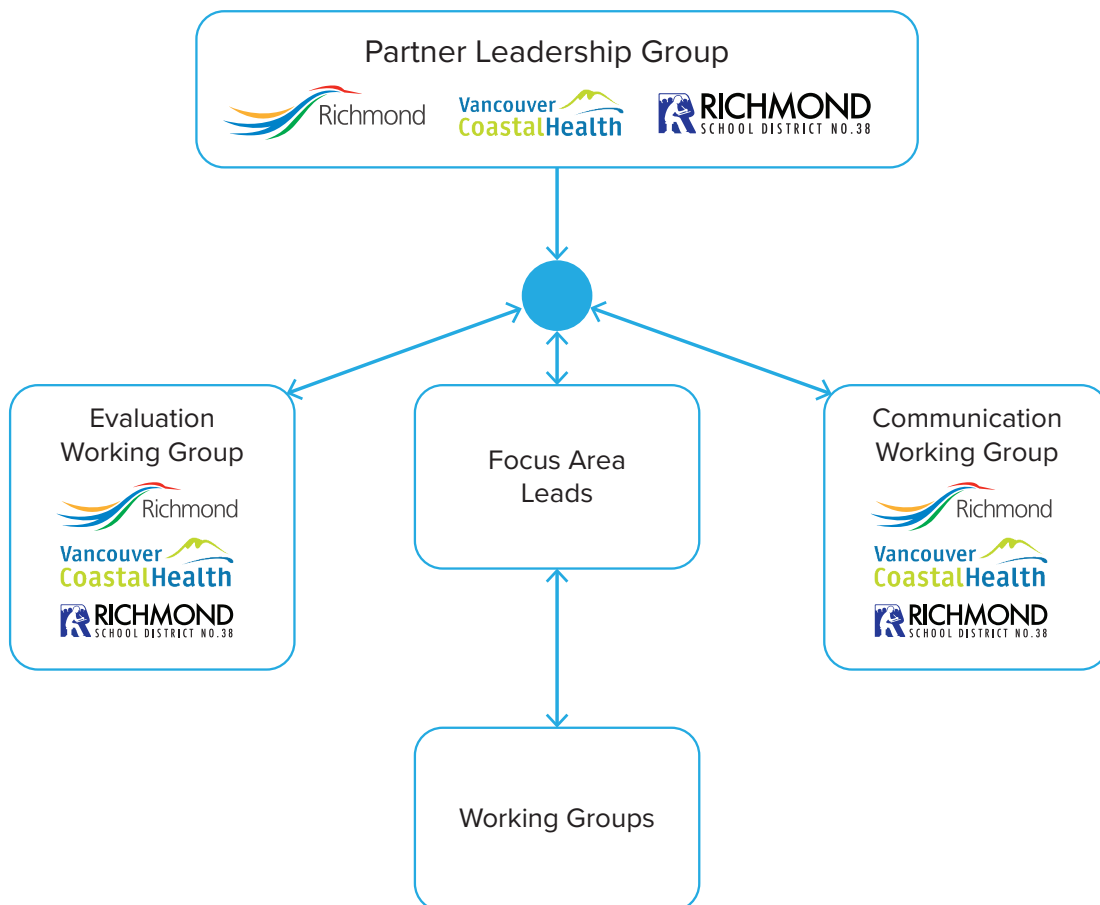 Partner Leadership Group
Richmond
Vancouver
CoastalHealth
RICHMOND
SCHOOL DISTRICT NO.38
Evaluation
Working Group
Richmond
Vancouver
CoastalHealth
RICHMOND
SCHOOL DISTRICT NO.38
Focus Area
Leads
Communication
Working Group
Richmond
Vancouver
CoastalHealth
RICHMOND
SCHOOL DISTRICT NO.38
Working Groups